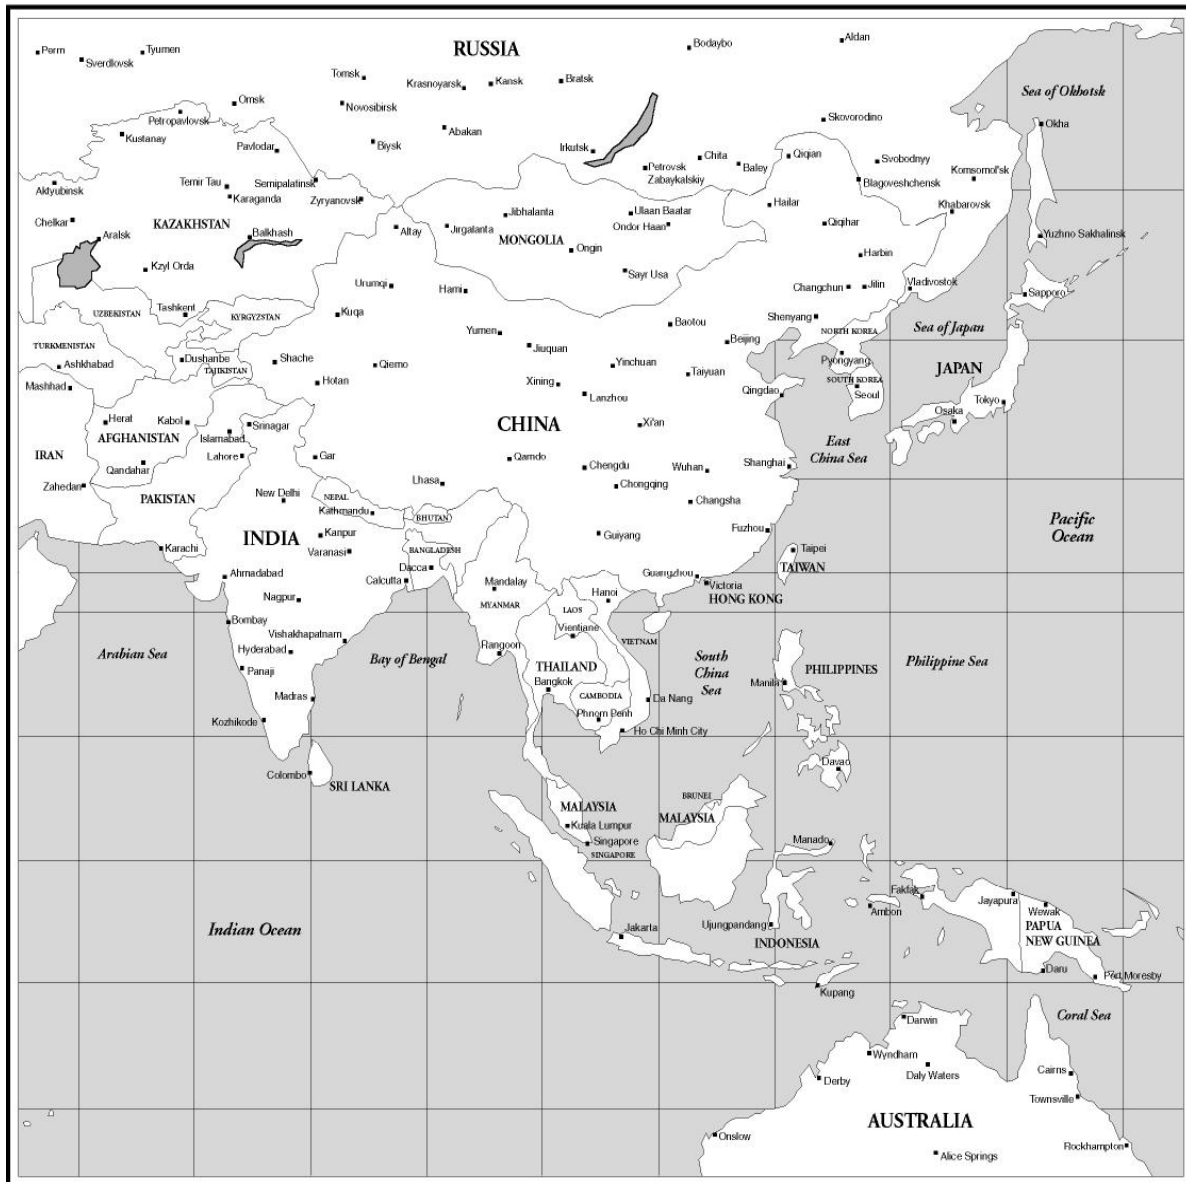 Perm
Sverdlovsk
Tyumen
RUSSIA
Bodaybo
Aldan
Tomsk
Krasnoyarsk
Kansk
Bratsk
Sea of Okhotsk
Omsk
Novosibirsk
Petropavlovsk
Kustanay
Pavlodar
Biysk
Abakan
Irkutsk
Skovorodino
Okha
Petrovsk
Zabaykalskiy
Chita
Baley
Qiqian
Svobodnyy
Blagoveshchensk
Komsomol'sk
Aktyubinsk
Temir Tau
Semipalatinsk
Karaganda
Zyryanovsk
Chelkar
KAZAKHSTAN
Aralsk
Balkhash
Altay
Jirgalanta
Jibhalanta
MONGOLIA
Ulaan Baatar
Ondor Haan
Ongin
Hailar
Qiqihar
Khabarovsk
Yuzhno Sakhalinsk
Harbin
Kzyl Orda
Sayr Usa
Urumqi
Hami
Changchun
Jilin
Vladivostok
Sapporo
UZBEKISTAN
Tashkent
KYRGYZSTAN
Kuqa
Yumen
Baotou
Shenyang
NORTH KOREA
Sea of Japan
TURKMENISTAN
Ashkhabad
Dushanbe
TAJIKISTAN
Shache
Qiemo
Jiuquan
Yinchuan
Beijing
Pyongyang
JAPAN
Mashhad
Hotan
Xining
Lanzhou
Taiyuan
Qingdao
SOUTH KOREA
Seoul
Tokyo
Osaka
Herat
Kabol
AFGHANISTAN
Islamabad
Srinagar
CHINA
Xi'an
East
China Sea
IRAN
Qandahar
Lahore
Gar
Qamdo
Chengdu
Wuhan
Shanghai
Zahedan
PAKISTAN
New Delhi
NEPAL
Kathmandu
Lhasa
BHUTAN
Chongqing
Changsha
Pacific
Ocean
INDIA
Kanpur
Varanasi
BANGLADESH
Guiyang
Fuzhou
Karachi
Taipei
TAIWAN
Ahmadabad
Calcutta
Dacca
Mandalay
Hanoi
Guangzhou
Victoria
HONG KONG
Nagpur
MYANMAR
LAOS
Bombay
Vishakhapatnam
Vientiane
VIETNAM
Arabian Sea
Hyderabad
Bay of Bengal
Rangoon
THAILAND
South
China
Sea
PHILIPPINES
Philippine Sea
Panaji
Bangkok
Manila
Madras
CAMBODIA
Da Nang
Kozhikode
Phnom Penh
Ho Chi Minh City
Colombo
SRI LANKA
Davao
BRUNEI
MALAYSIA
MALAYSIA
Kuala Lumpur
Singapore
SINGAPORE
Manado
Fakfak
Ambon
Jayapura
Wewak
PAPUA
NEW GUINEA
Indian Ocean
Jakarta
Ujungpandang
INDONESIA
Daru
Port Moresby
Kupang
Coral Sea
Darwin
Wyndham
Daly Waters
Derby
Cairns
Townsville
AUSTRALIA
Onslow
Alice Springs
Rockhampton